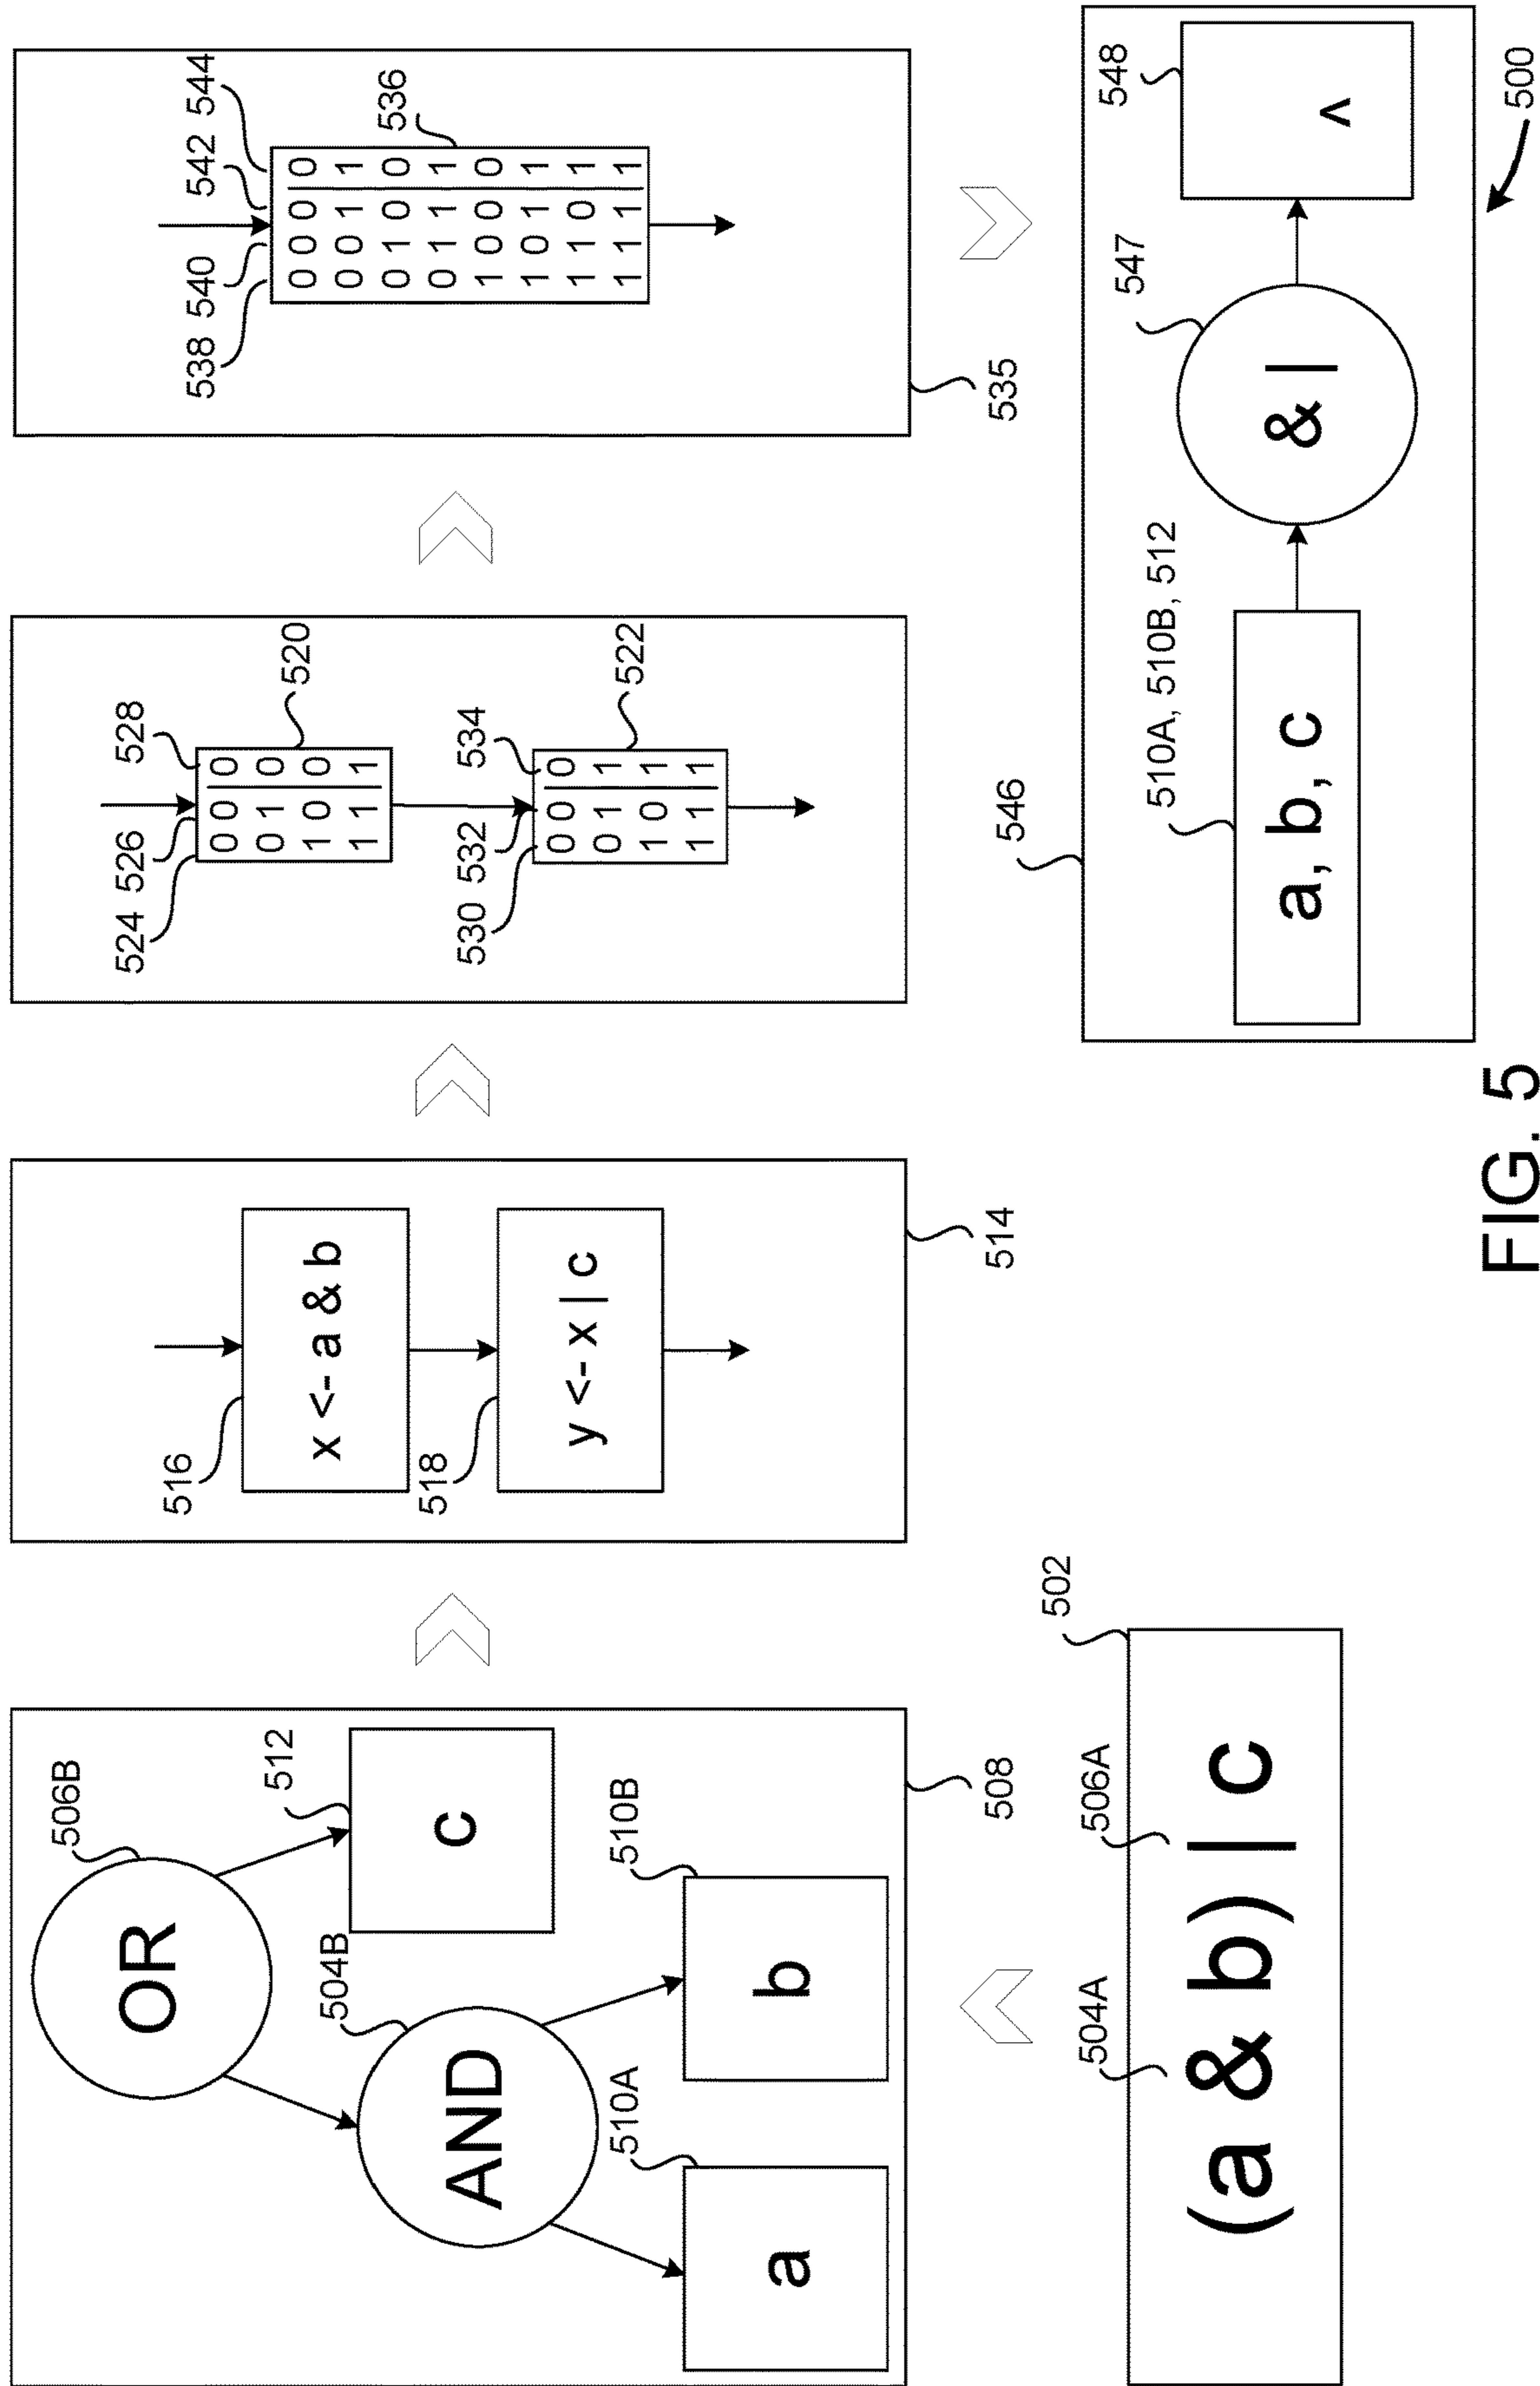 506B
OR
512
c
504B
AND
510A
510B
a
b
508
516
x <- a & b
518
y <- x | c
514
524 526 528
0 0 0
0 1 0
1 0 0
1 1 1
520
530 532 534
0 0 0
0 1 1
1 0 1
1 1 1
522
538 540 542 544
0 0 0 0
0 0 1 1
0 1 0 0
0 1 1 1
1 0 0 0
1 0 1 1
1 1 0 1
1 1 1 1
536
535
504A 506A 502
(a & b) | c
546
510A, 510B, 512
a, b, c
547
& |
548
>
500
FIG. 5